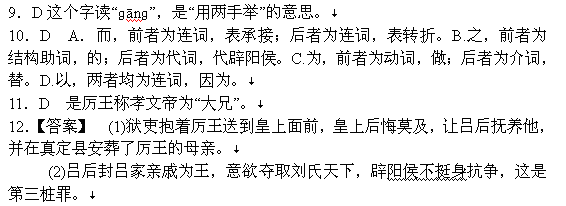 9．D 这个字读“gāng”，是“用两手举”的意思。↓
10．D　A．而，前者为连词，表承接；后者为连词，表转折。B.之，前者为
结构助词，的；后者为代词，代辟阳侯。C.为，前者为动词，做；后者为介词，
替。D.以，两者均为连词，因为。↓
11．D　是厉王称孝文帝为“大兄”。↓
12.【答案】　(1)狱吏抱着厉王送到皇上面前，皇上后悔莫及，让吕后抚养他，
并在真定县安葬了厉王的母亲。↓
(2)吕后封吕家亲戚为王，意欲夺取刘氏天下，辟阳侯不挺身抗争，这是
第三桩罪。↓